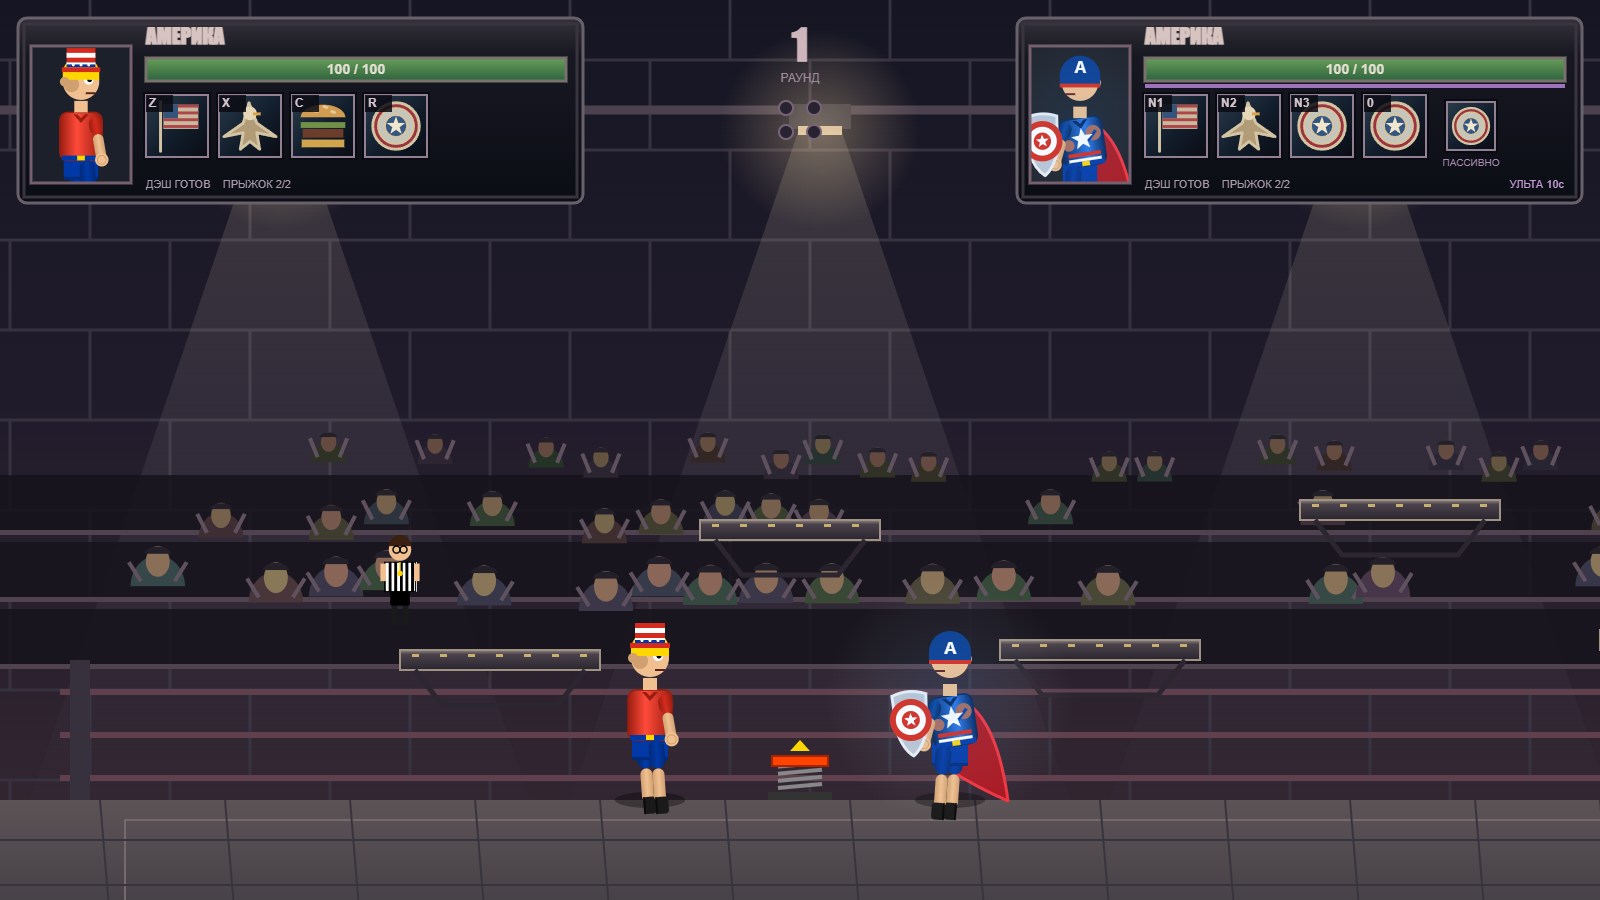 АМЕРИКА
100 / 100
Z X C R
ДЭШ ГОТОВ ПРЫЖОК 2/2
1
РАУНД
АМЕРИКА
100 / 100
A
N1 N2 N3 0
ПАССИВНО
ДЭШ ГОТОВ ПРЫЖОК 2/2 УЛЬТА 10с
A